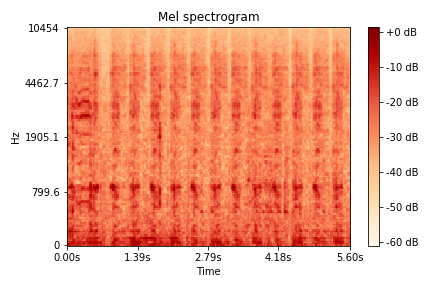 Mel spectrogram
10454
4462.7
1905.1
799.6
0
Hz
0.00s 1.39s 2.79s 4.18s 5.60s
Time
+0 dB
-10 dB
-20 dB
-30 dB
-40 dB
-50 dB
-60 dB